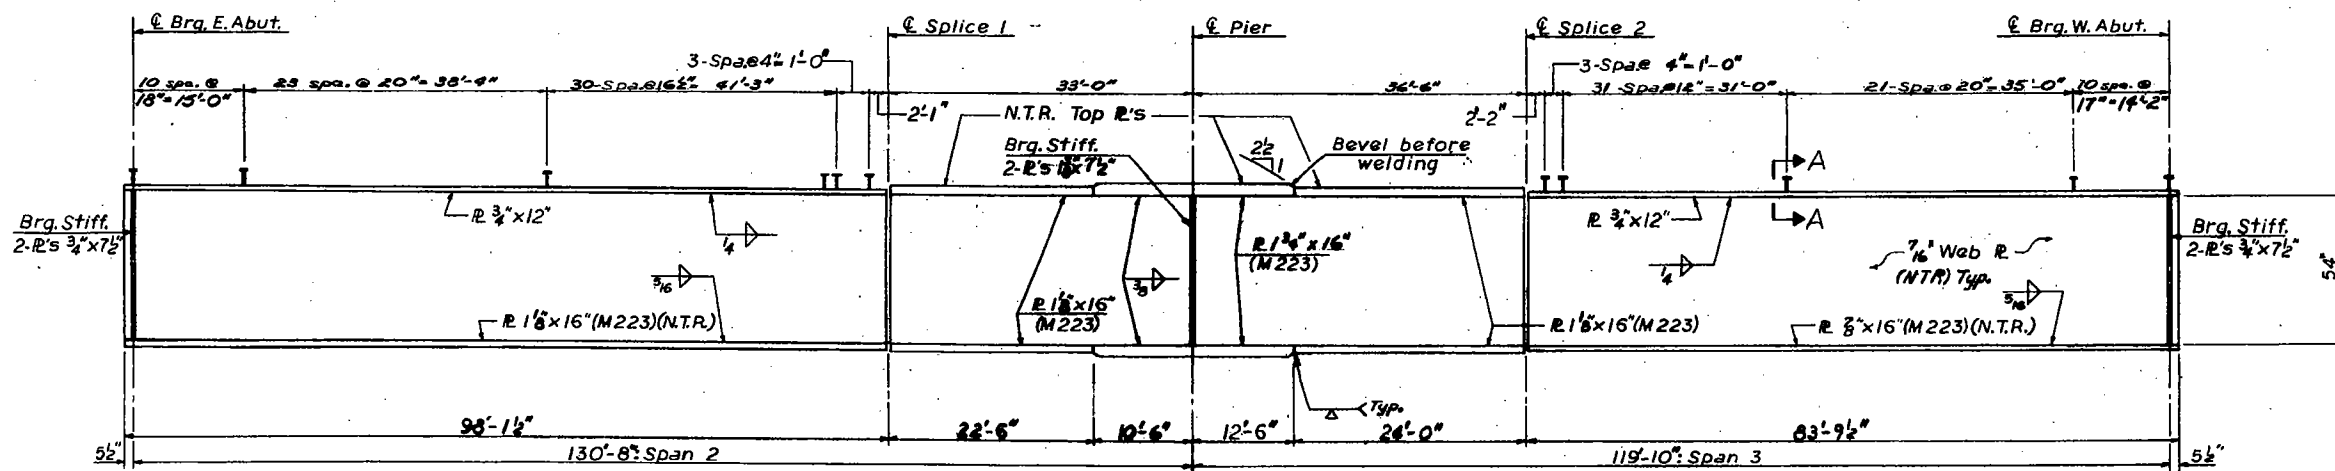 ℄ Brg. E. Abut.
℄ Splice 1
℄ Pier
℄ Splice 2
℄ Brg. W. Abut.
3-Spa.@4"=1'-0"
3-Spa.@ 4"=1'-0"
10 spa. @
18"=15'-0"
23 spa. @ 20"=38'-4"
30-Spa.@16½"= 41'-3"
33'-0"
36'-6"
31-Spa.@12"=31'-0"
21-Spa.@ 20"=35'-0"
10 spa. @
17"=14'-2"
2'-1"
N.T.R. Top ℞'s
2'-2"
Brg. Stiff.
Bevel before
welding
2½
1
A
A
Brg. Stiff.
2-℞'s ¾"x7½"
℞ ¾"x12"
¼
5/16
℞ 1⅛"x16"(M223)(N.T.R.)
℞ 1⅛"x16"
(M223)
3/8
℞ 1¾"x16"
(M223)
℞ 1⅛"x16"(M223)
℞ ¾"x12"
¼
7/16" Web ℞
(NTR) Typ.
5/16
℞ ⅞"x16"(M223)(N.T.R.)
Brg. Stiff.
2-℞'s ¾"x7½"
54"
Typ.
98'-1½"
22'-6"
10'-6"
12'-6"
24'-0"
83'-9½"
5½"
130'-8": Span 2
119'-10": Span 3
5½"